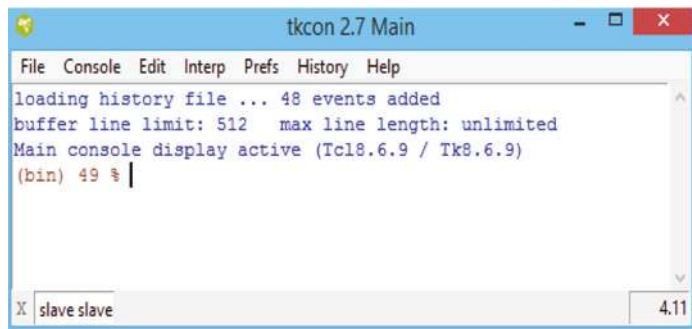 tkcon 2.7 Main
File Console Edit Interp Prefs History Help
loading history file ... 48 events added
buffer line limit: 512 max line length: unlimited
Main console display active (Tcl8.6.9 / Tk8.6.9)
(bin) 49 %
X slave slave 4.11